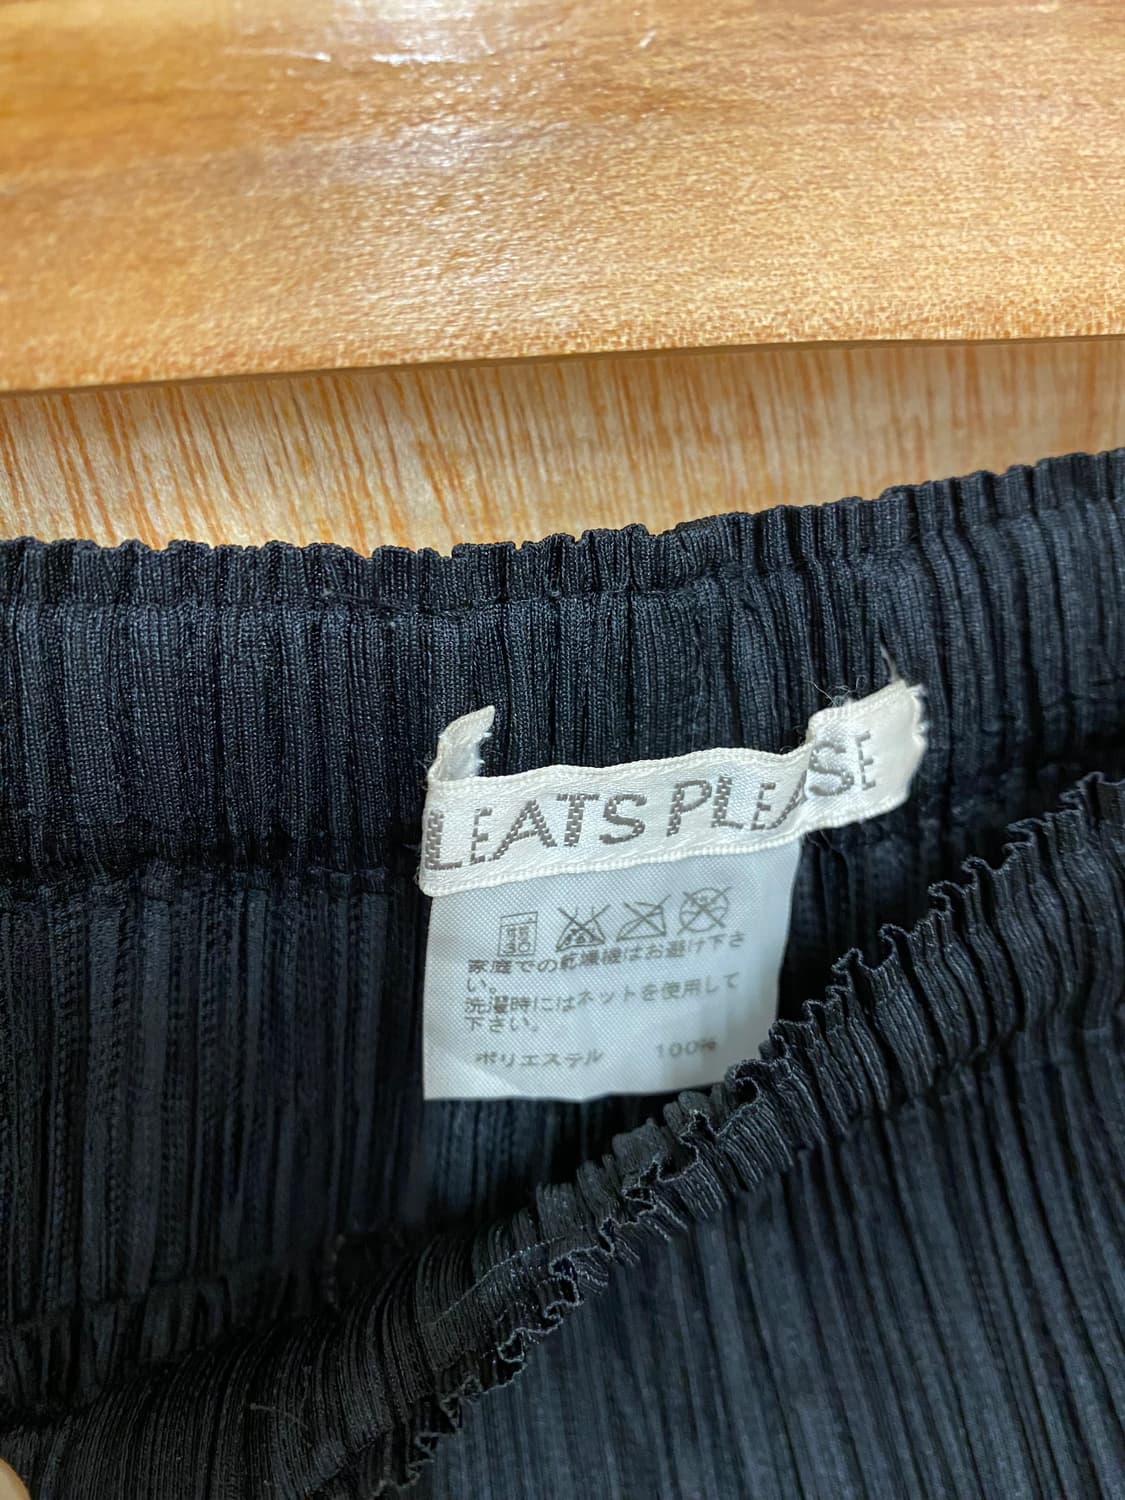 PLEATS PLEASE
家庭での乾燥機はお避け下さ
い。
洗濯時にはネットを使用して
下さい。
ポリエステル 100%